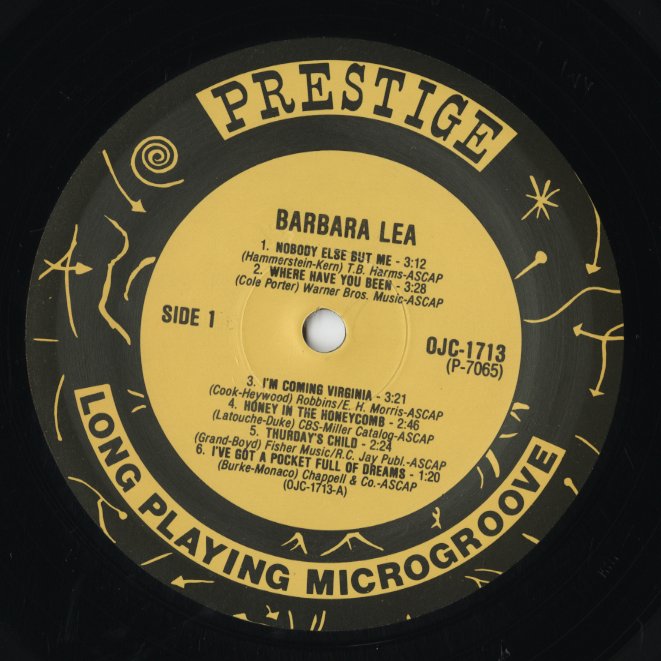 PRESTIGE
BARBARA LEA
1. NOBODY ELSE BUT ME - 3:12
(Hammerstein-Kern) T.B. Harms-ASCAP
2. WHERE HAVE YOU BEEN - 3:28
(Cole Porter) Warner Bros. Music-ASCAP
SIDE 1
OJC-1713
(P-7065)
3. I'M COMING VIRGINIA - 3:21
(Cook-Heywood) Robbins/E. H. Morris-ASCAP
4. HONEY IN THE HONEYCOMB - 2:46
(Latouche-Duke) CBS-Miller Catalog-ASCAP
5. THURDAY'S CHILD - 2:24
(Grand-Boyd) Fisher Music/R.C. Jay Publ.-ASCAP
6. I'VE GOT A POCKET FULL OF DREAMS - 1:20
(Burke-Monaco) Chappell & Co.-ASCAP
(OJC-1713-A)
LONG PLAYING MICROGROOVE